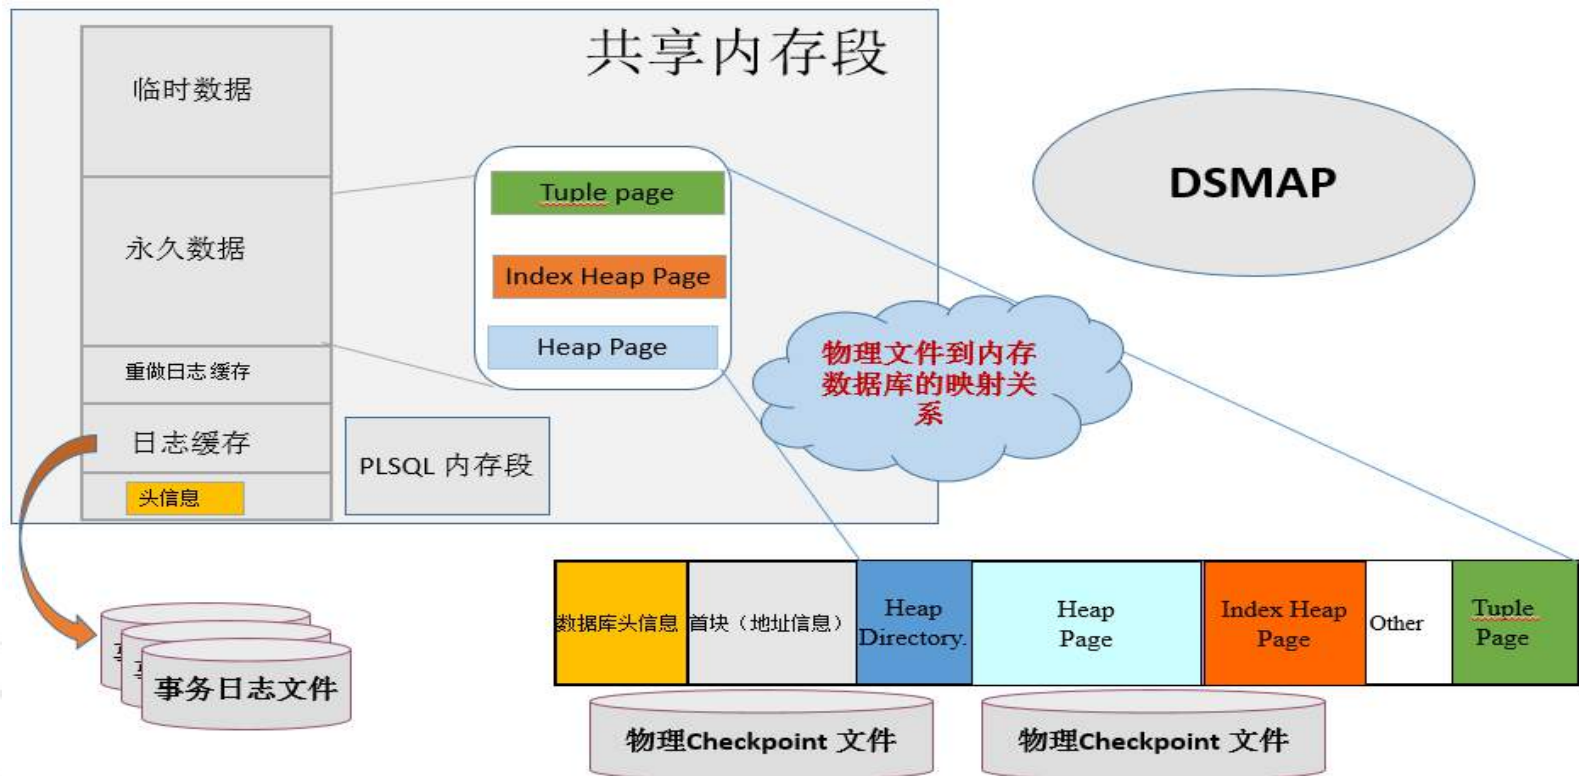 共享内存段
临时数据
永久数据
重做日志缓存
日志缓存
头信息
PLSQL 内存段
Tuple page
Index Heap Page
Heap Page
DSMAP
物理文件到内存
数据库的映射关
系
数据库头信息
首块（地址信息）
Heap
Directory.
Heap
Page
Index Heap
Page
Other
Tuple
Page
事务日志文件
物理Checkpoint 文件
物理Checkpoint 文件